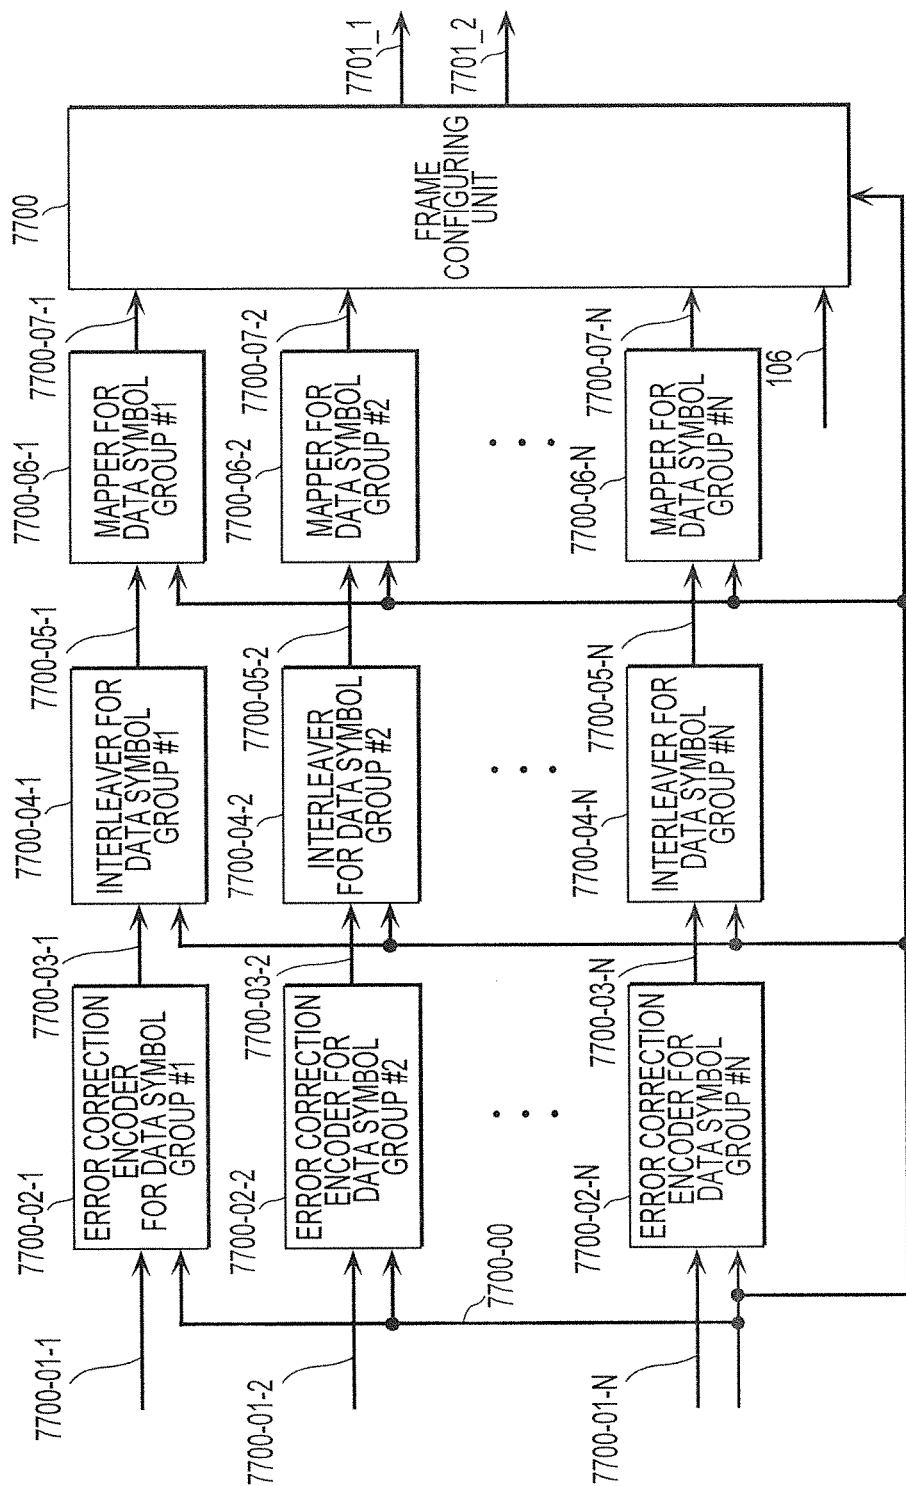 7700-01-1
7700-02-1
ERROR CORRECTION
ENCODER
FOR DATA SYMBOL
GROUP #1
7700-03-1
7700-04-1
INTERLEAVER FOR
DATA SYMBOL
GROUP #1
7700-05-1
7700-06-1
MAPPER FOR
DATA SYMBOL
GROUP #1
7700-07-1
7700
FRAME
CONFIGURING
UNIT
7701_1
7701_2
7700-01-2
7700-02-2
ERROR CORRECTION
ENCODER FOR
DATA SYMBOL
GROUP #2
7700-03-2
7700-04-2
INTERLEAVER
FOR DATA SYMBOL
GROUP #2
7700-05-2
7700-06-2
MAPPER FOR
DATA SYMBOL
GROUP #2
7700-07-2
7700-00
7700-01-N
7700-02-N
ERROR CORRECTION
ENCODER FOR
DATA SYMBOL
GROUP #N
7700-03-N
7700-04-N
INTERLEAVER FOR
DATA SYMBOL
GROUP #N
7700-05-N
7700-06-N
MAPPER FOR
DATA SYMBOL
GROUP #N
7700-07-N
106